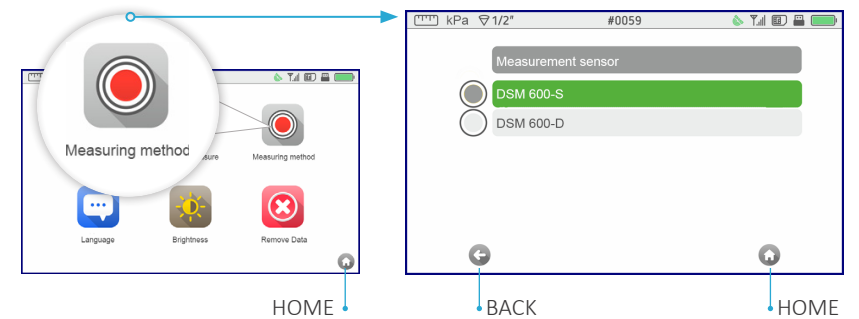 kPa 1/2" #0059
Measurement sensor
DSM 600-S
DSM 600-D
Measuring method
Measuring method
Language
Brightness
Remove Data
HOME
BACK
HOME